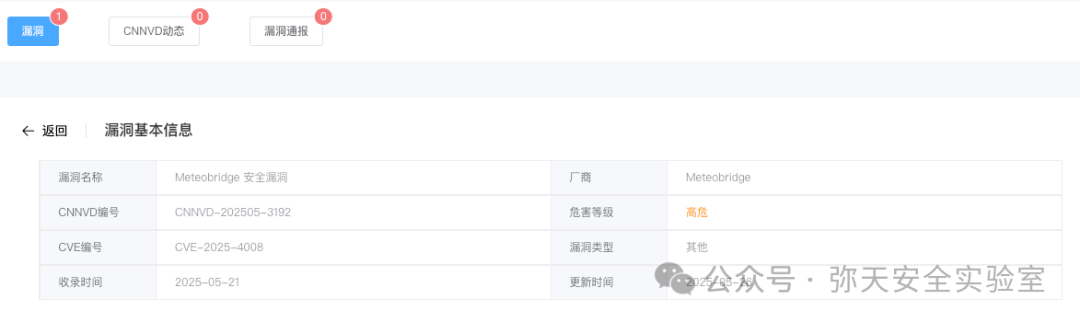 漏洞 1 CNNVD动态 0 漏洞通报 0
← 返回 漏洞基本信息
漏洞名称 Meteobridge 安全漏洞 厂商 Meteobridge
CNNVD编号 CNNVD-202505-3192 危害等级 高危
CVE编号 CVE-2025-4008 漏洞类型 其他
收录时间 2025-05-21 更新时间 2025-05-26
公众号 · 弥天安全实验室